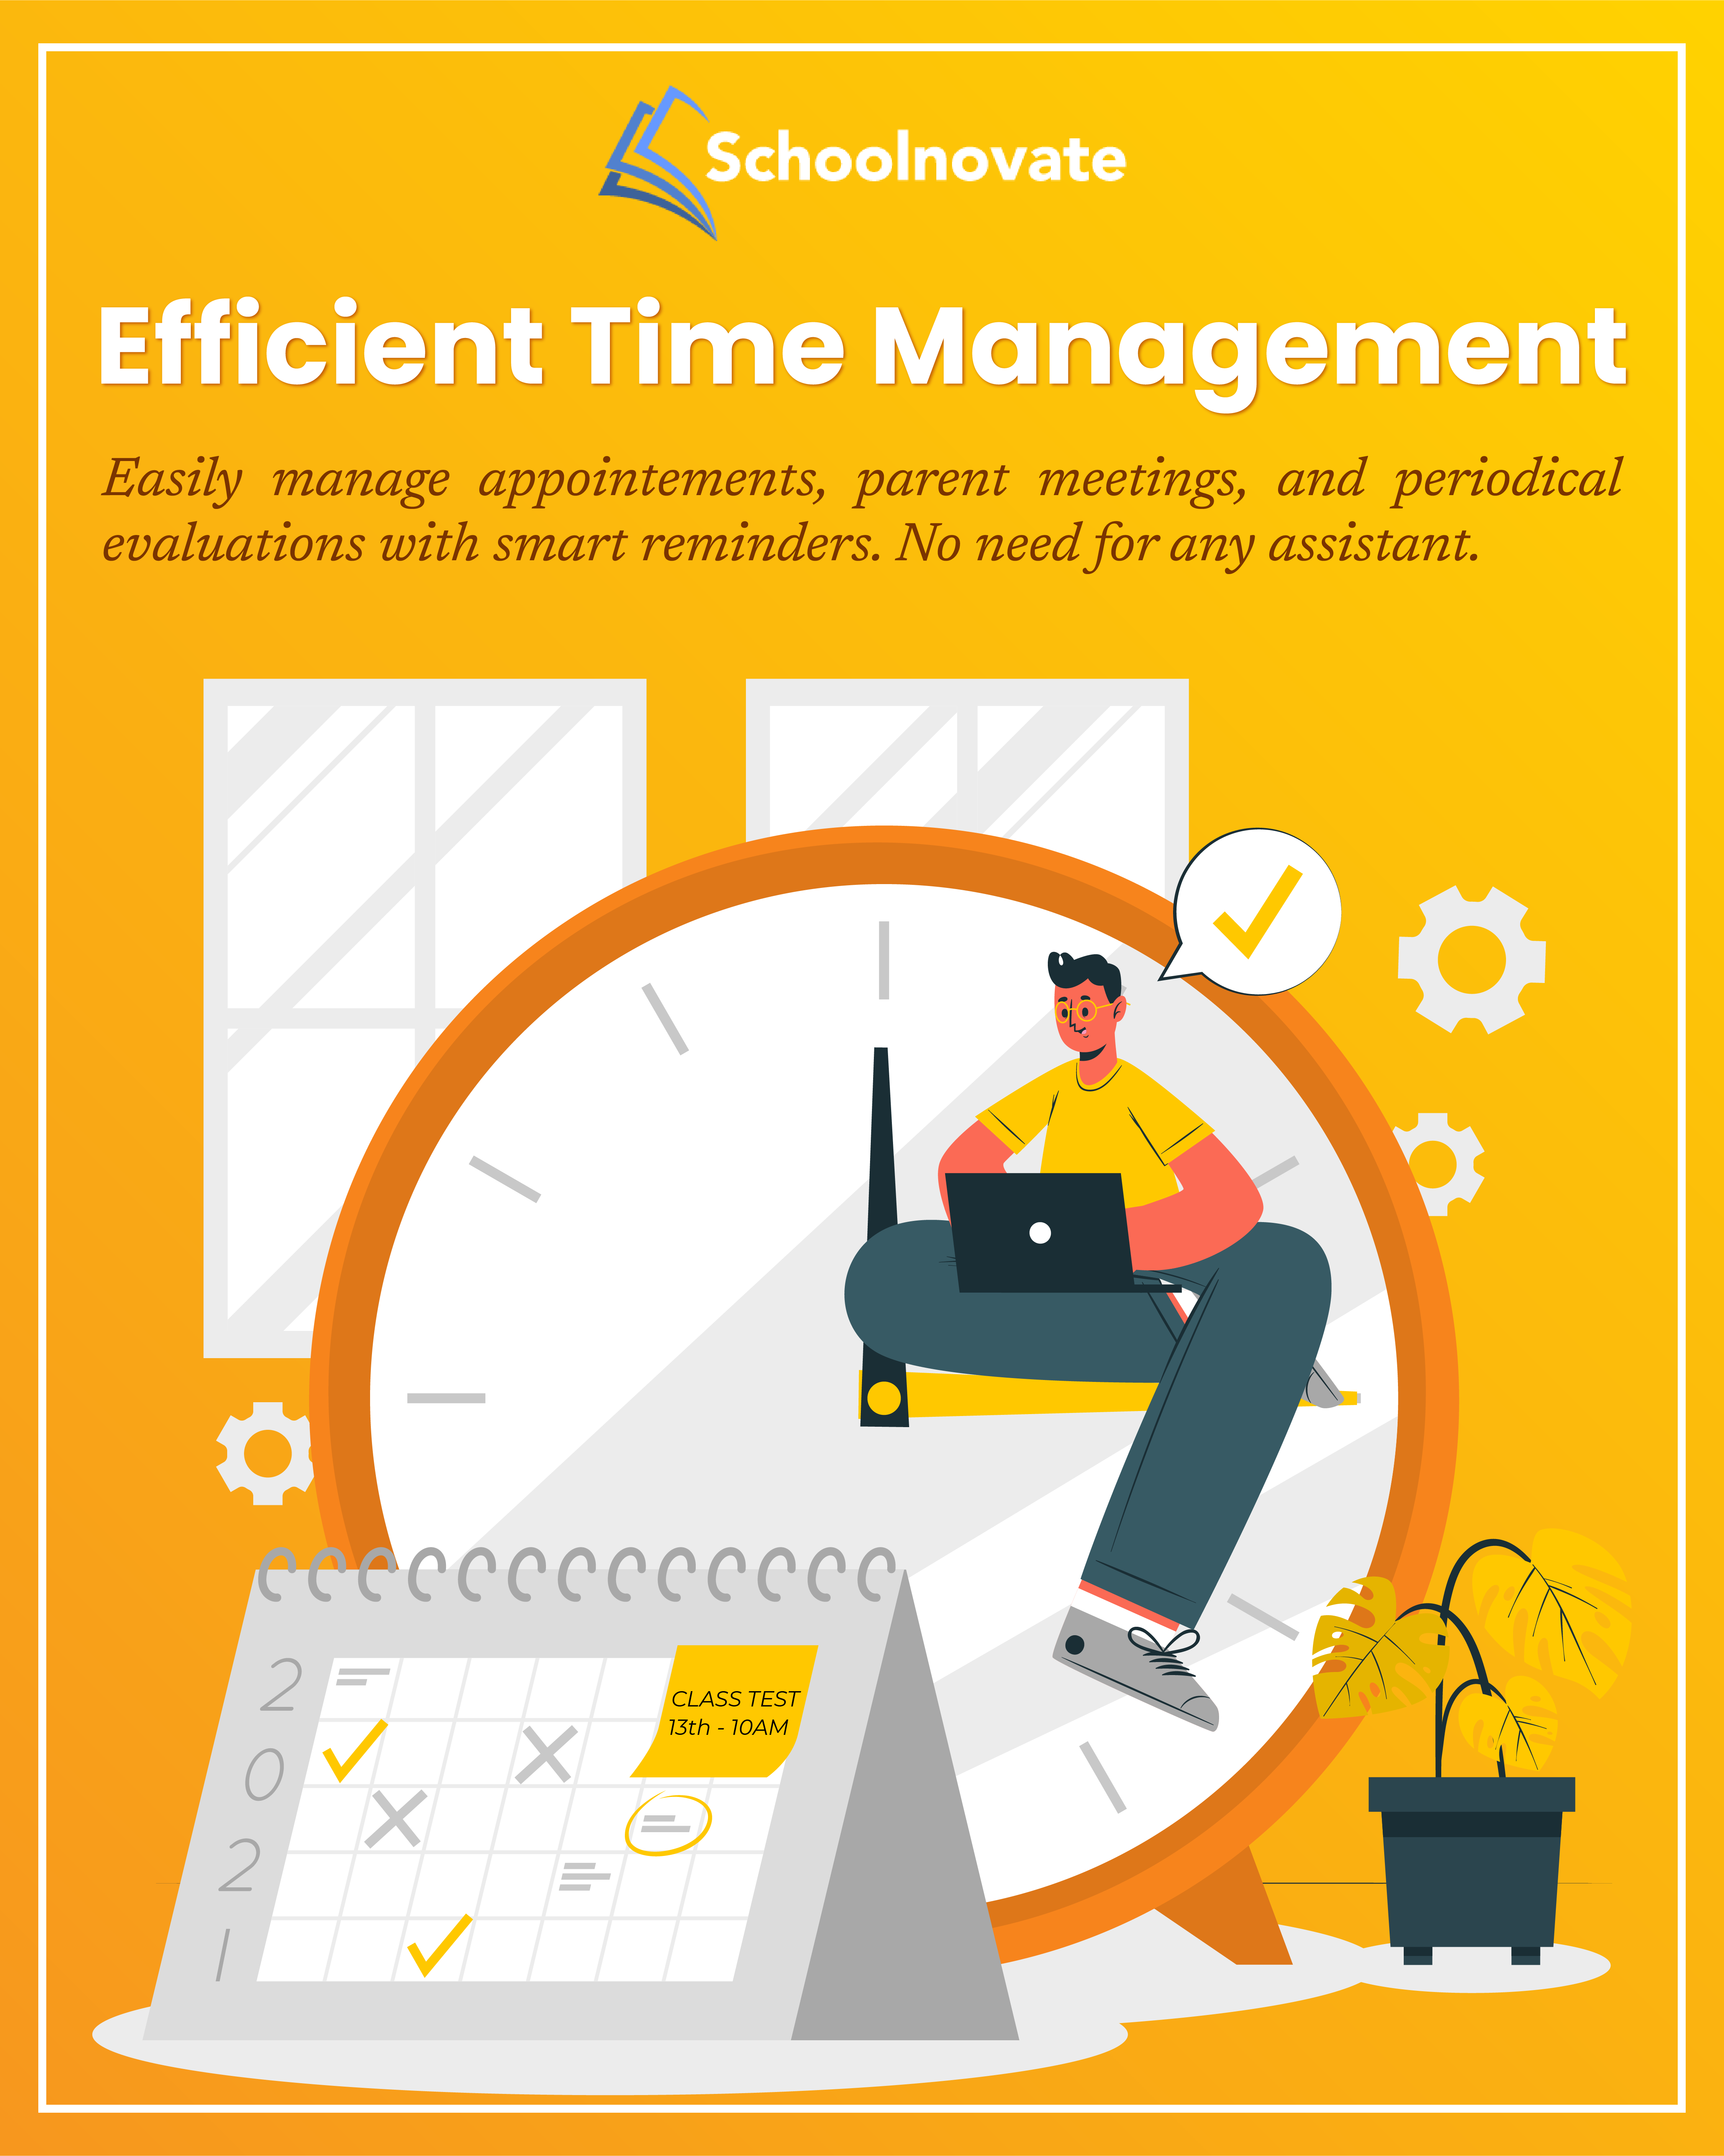 Schoolnovate
Efficient Time Management
Easily manage appointements, parent meetings, and periodical
evaluations with smart reminders. No need for any assistant.
CLASS TEST
13th - 10AM
2
0
2
1